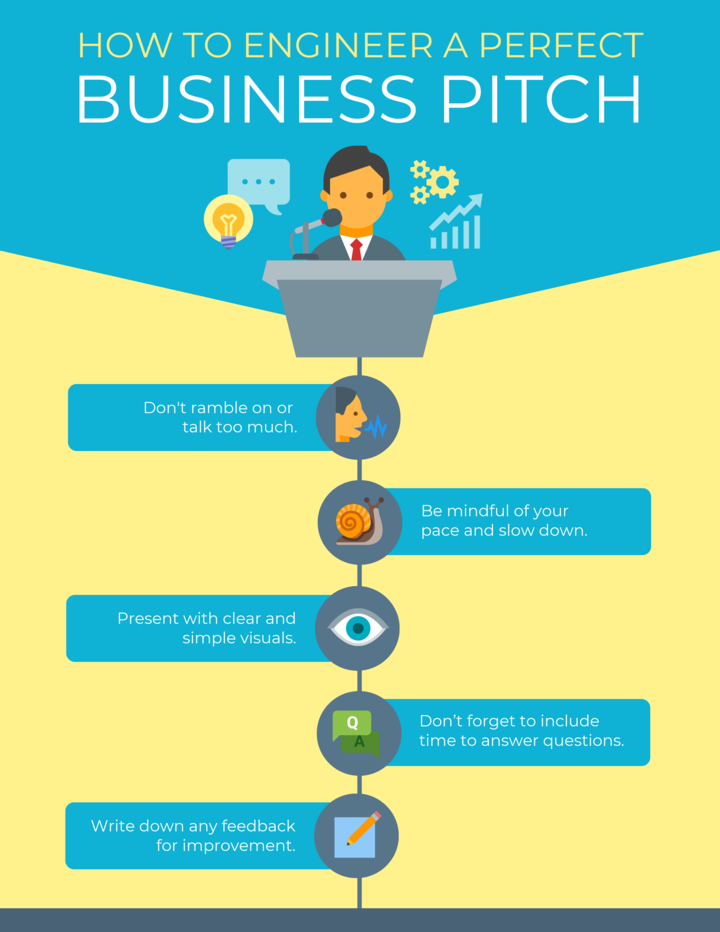 HOW TO ENGINEER A PERFECT
BUSINESS PITCH
Don't ramble on or
talk too much.
Be mindful of your
pace and slow down.
Present with clear and
simple visuals.
Q
A
Don’t forget to include
time to answer questions.
Write down any feedback
for improvement.